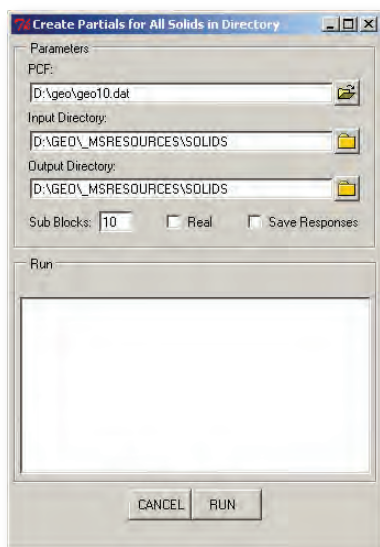 Create Partials for All Solids in Directory
Parameters
PCF:
D:\geo\geo10.dat
Input Directory:
D:\GEO\_MSRESOURCES\SOLIDS
Output Directory:
D:\GEO\_MSRESOURCES\SOLIDS
Sub Blocks: 10 Real Save Responses
Run
CANCEL RUN